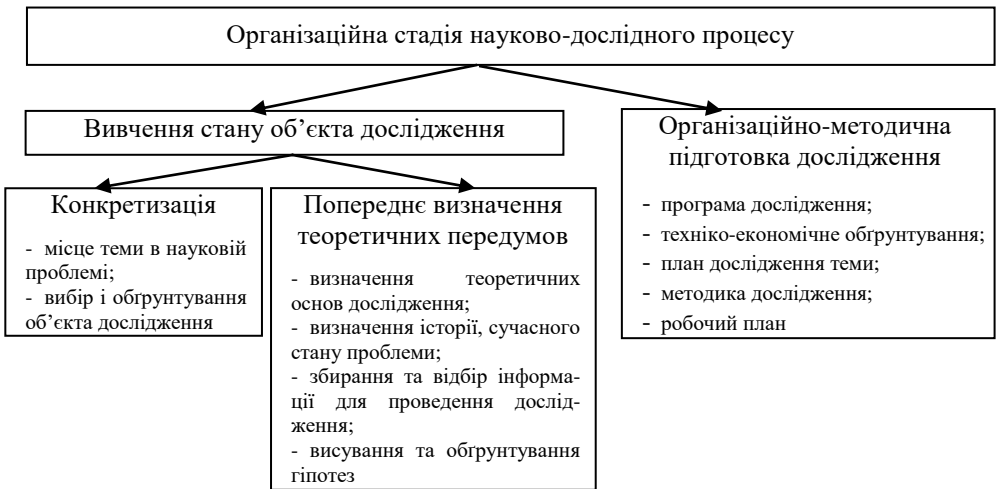 Організаційна стадія науково-дослідного процесу
Вивчення стану об’єкта дослідження
Організаційно-методична
підготовка дослідження
- програма дослідження;
- техніко-економічне обґрунтування;
- план дослідження теми;
- методика дослідження;
- робочий план
Конкретизація
- місце теми в науковій
проблемі;
- вибір і обґрунтування
об’єкта дослідження
Попереднє визначення
теоретичних передумов
- визначення теоретичних
основ дослідження;
- визначення історії, сучасного
стану проблеми;
- збирання та відбір інформа-
ції для проведення дослід-
ження;
- висування та обґрунтування
гіпотез